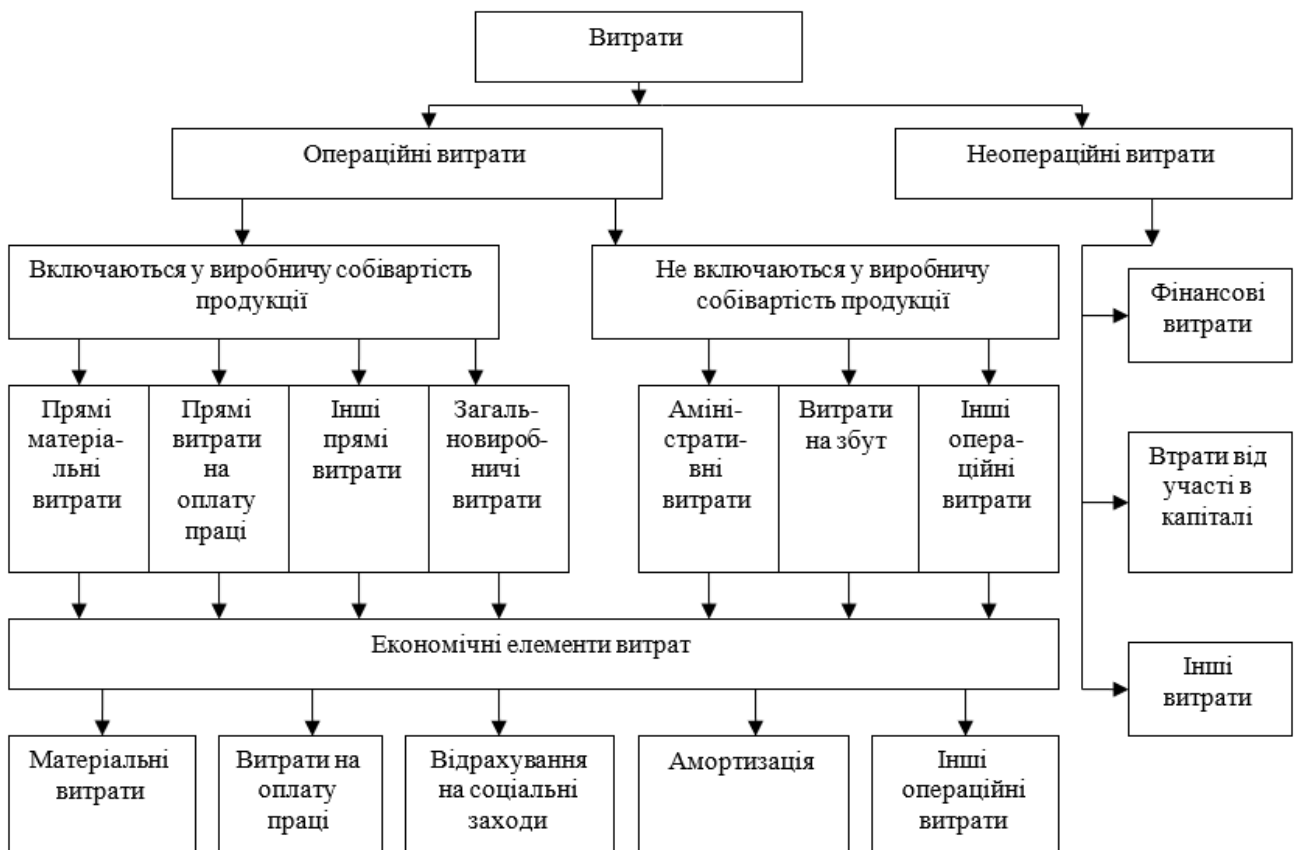 Витрати
Операційні витрати
Неопераційні витрати
Включаються у виробничу собівартість
продукції
Не включаються у виробничу
собівартість продукції
Фінансові
витрати
Прямі
матеріа-
льні
витрати
Прямі
витрати
на
оплату
праці
Інші
прямі
витрати
Загаль-
новироб-
ничі
витрати
Аміні-
страти-
вні
витрати
Витрати
на збут
Інші
опера-
ційні
витрати
Втрати від
участі в
капіталі
Економічні елементи витрат
Інші
витрати
Матеріальні
витрати
Витрати на
оплату
праці
Відрахування
на соціальні
заходи
Амортизація
Інші
операційні
витрати